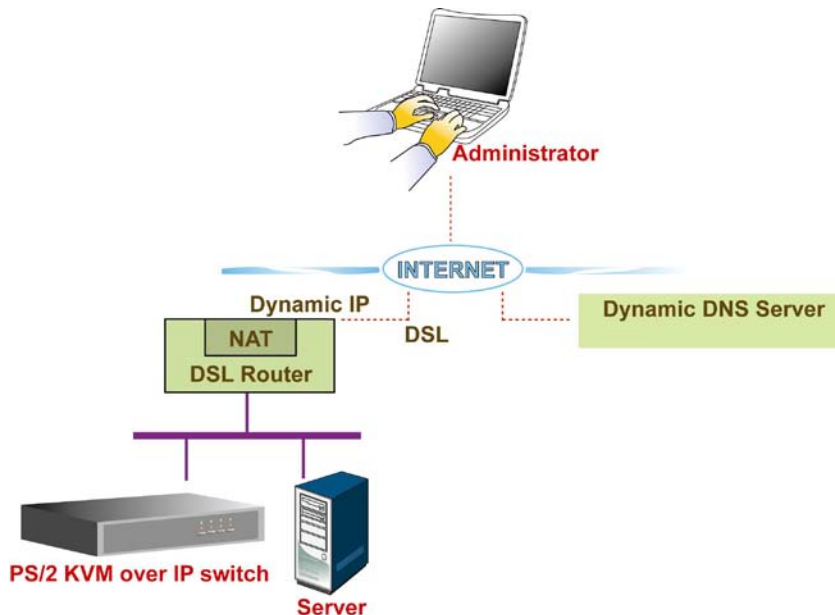 Administrator
INTERNET
Dynamic IP
DSL
Dynamic DNS Server
NAT
DSL Router
PS/2 KVM over IP switch
Server